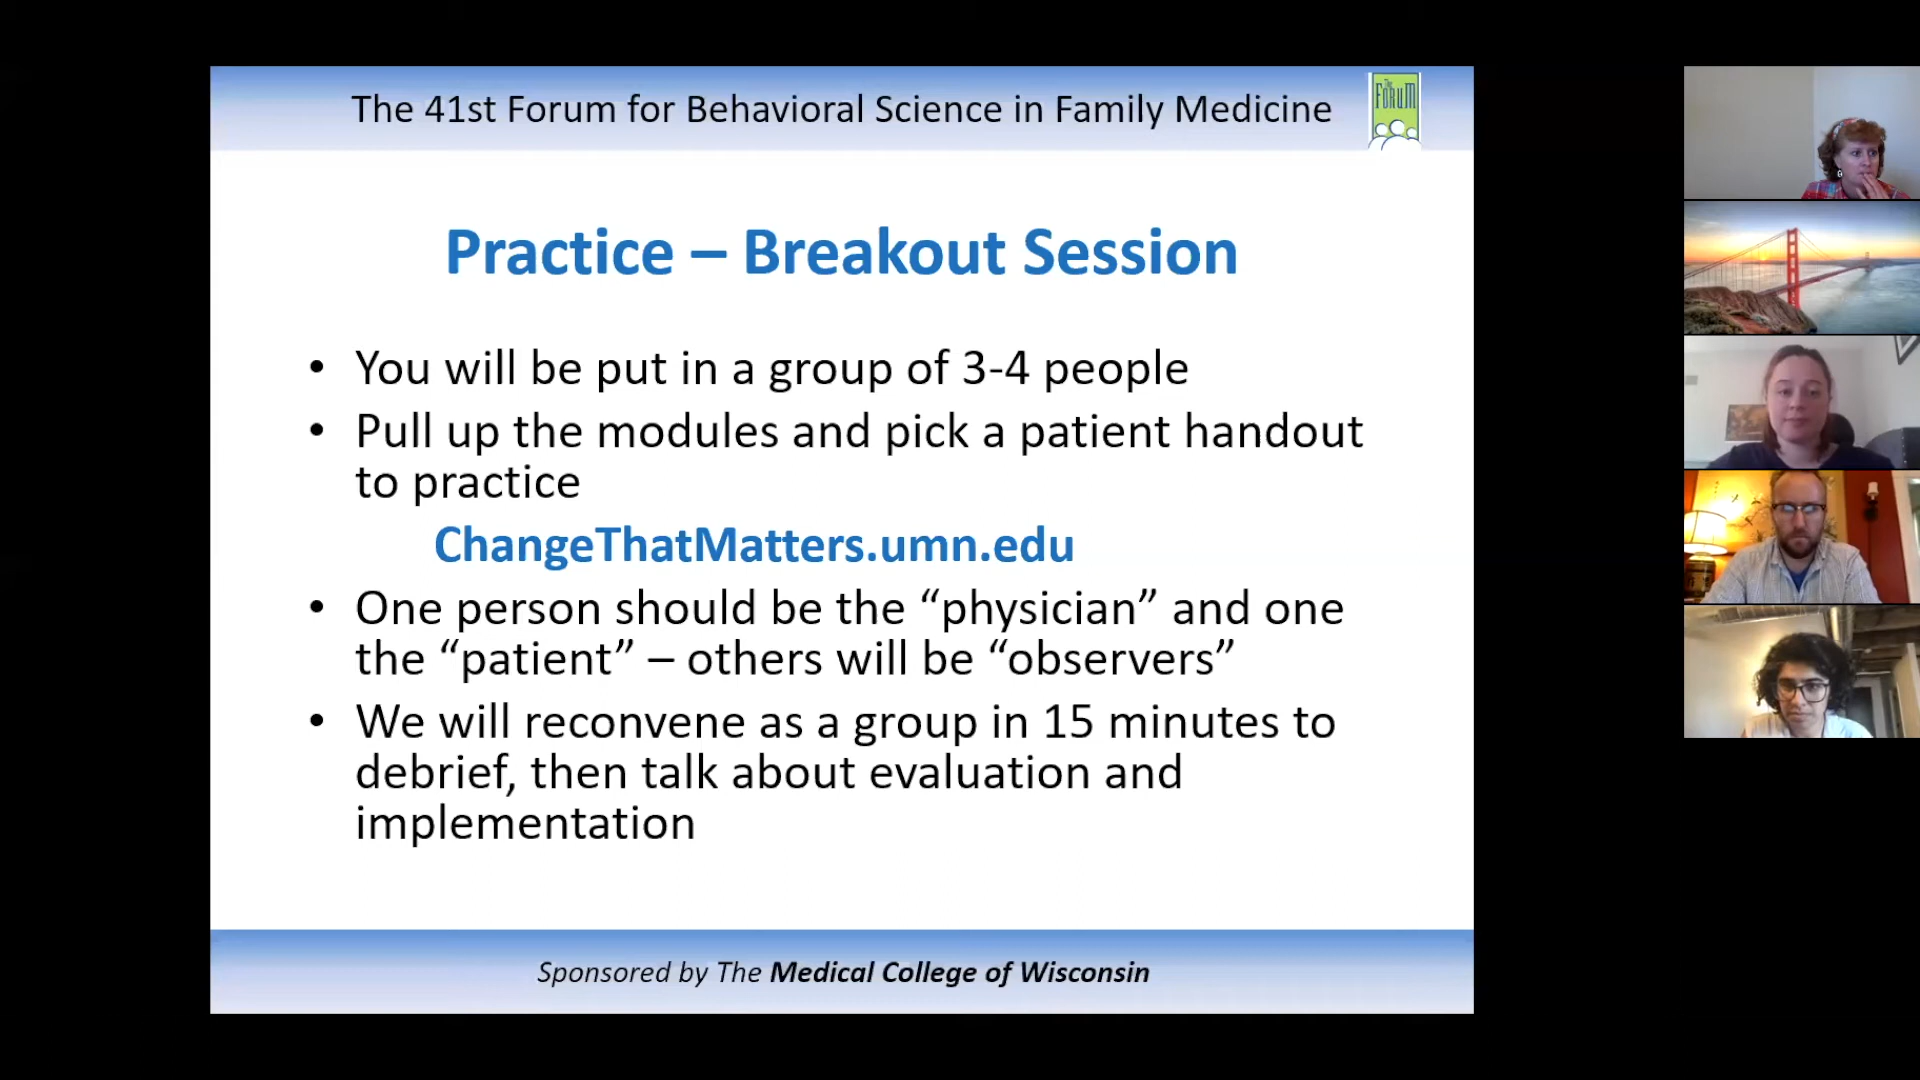 The 41st Forum for Behavioral Science in Family Medicine
The
FORUM
Practice – Breakout Session
• You will be put in a group of 3-4 people
• Pull up the modules and pick a patient handout
to practice
ChangeThatMatters.umn.edu
• One person should be the “physician” and one
the “patient” – others will be “observers”
• We will reconvene as a group in 15 minutes to
debrief, then talk about evaluation and
implementation
Sponsored by The Medical College of Wisconsin